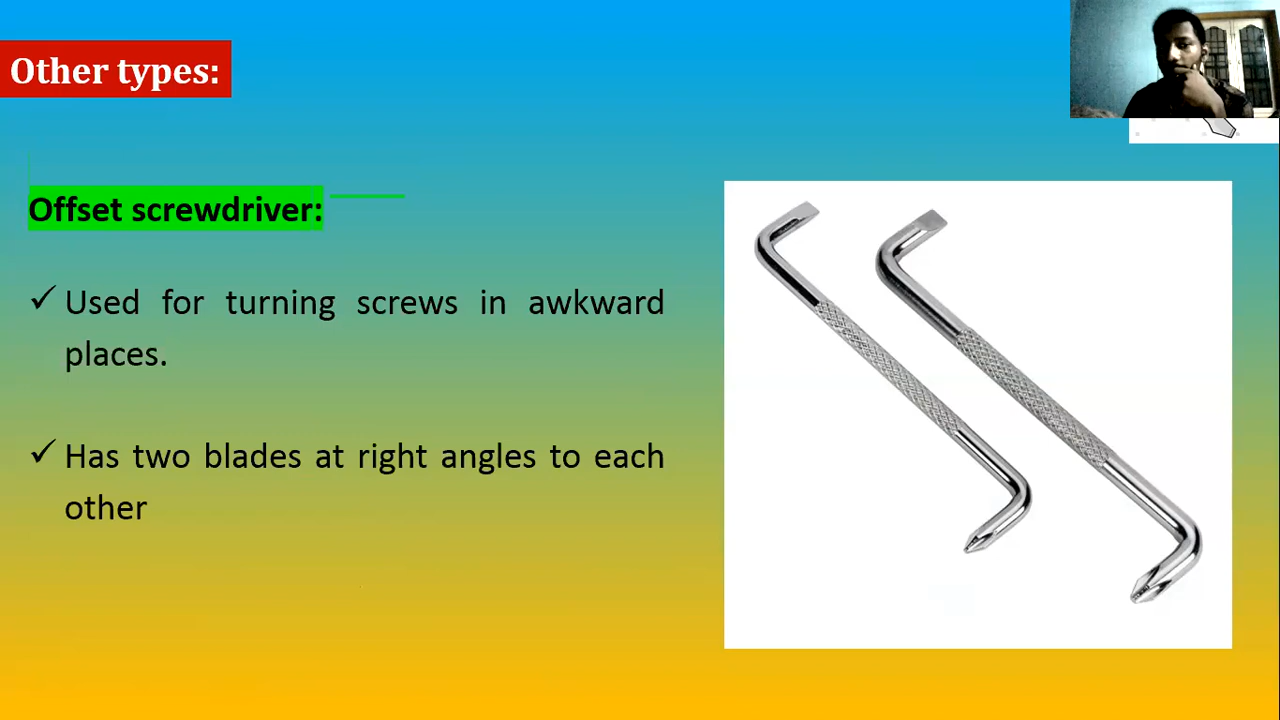 Other types:
Offset screwdriver:
✓ Used for turning screws in awkward
places.
✓ Has two blades at right angles to each
other